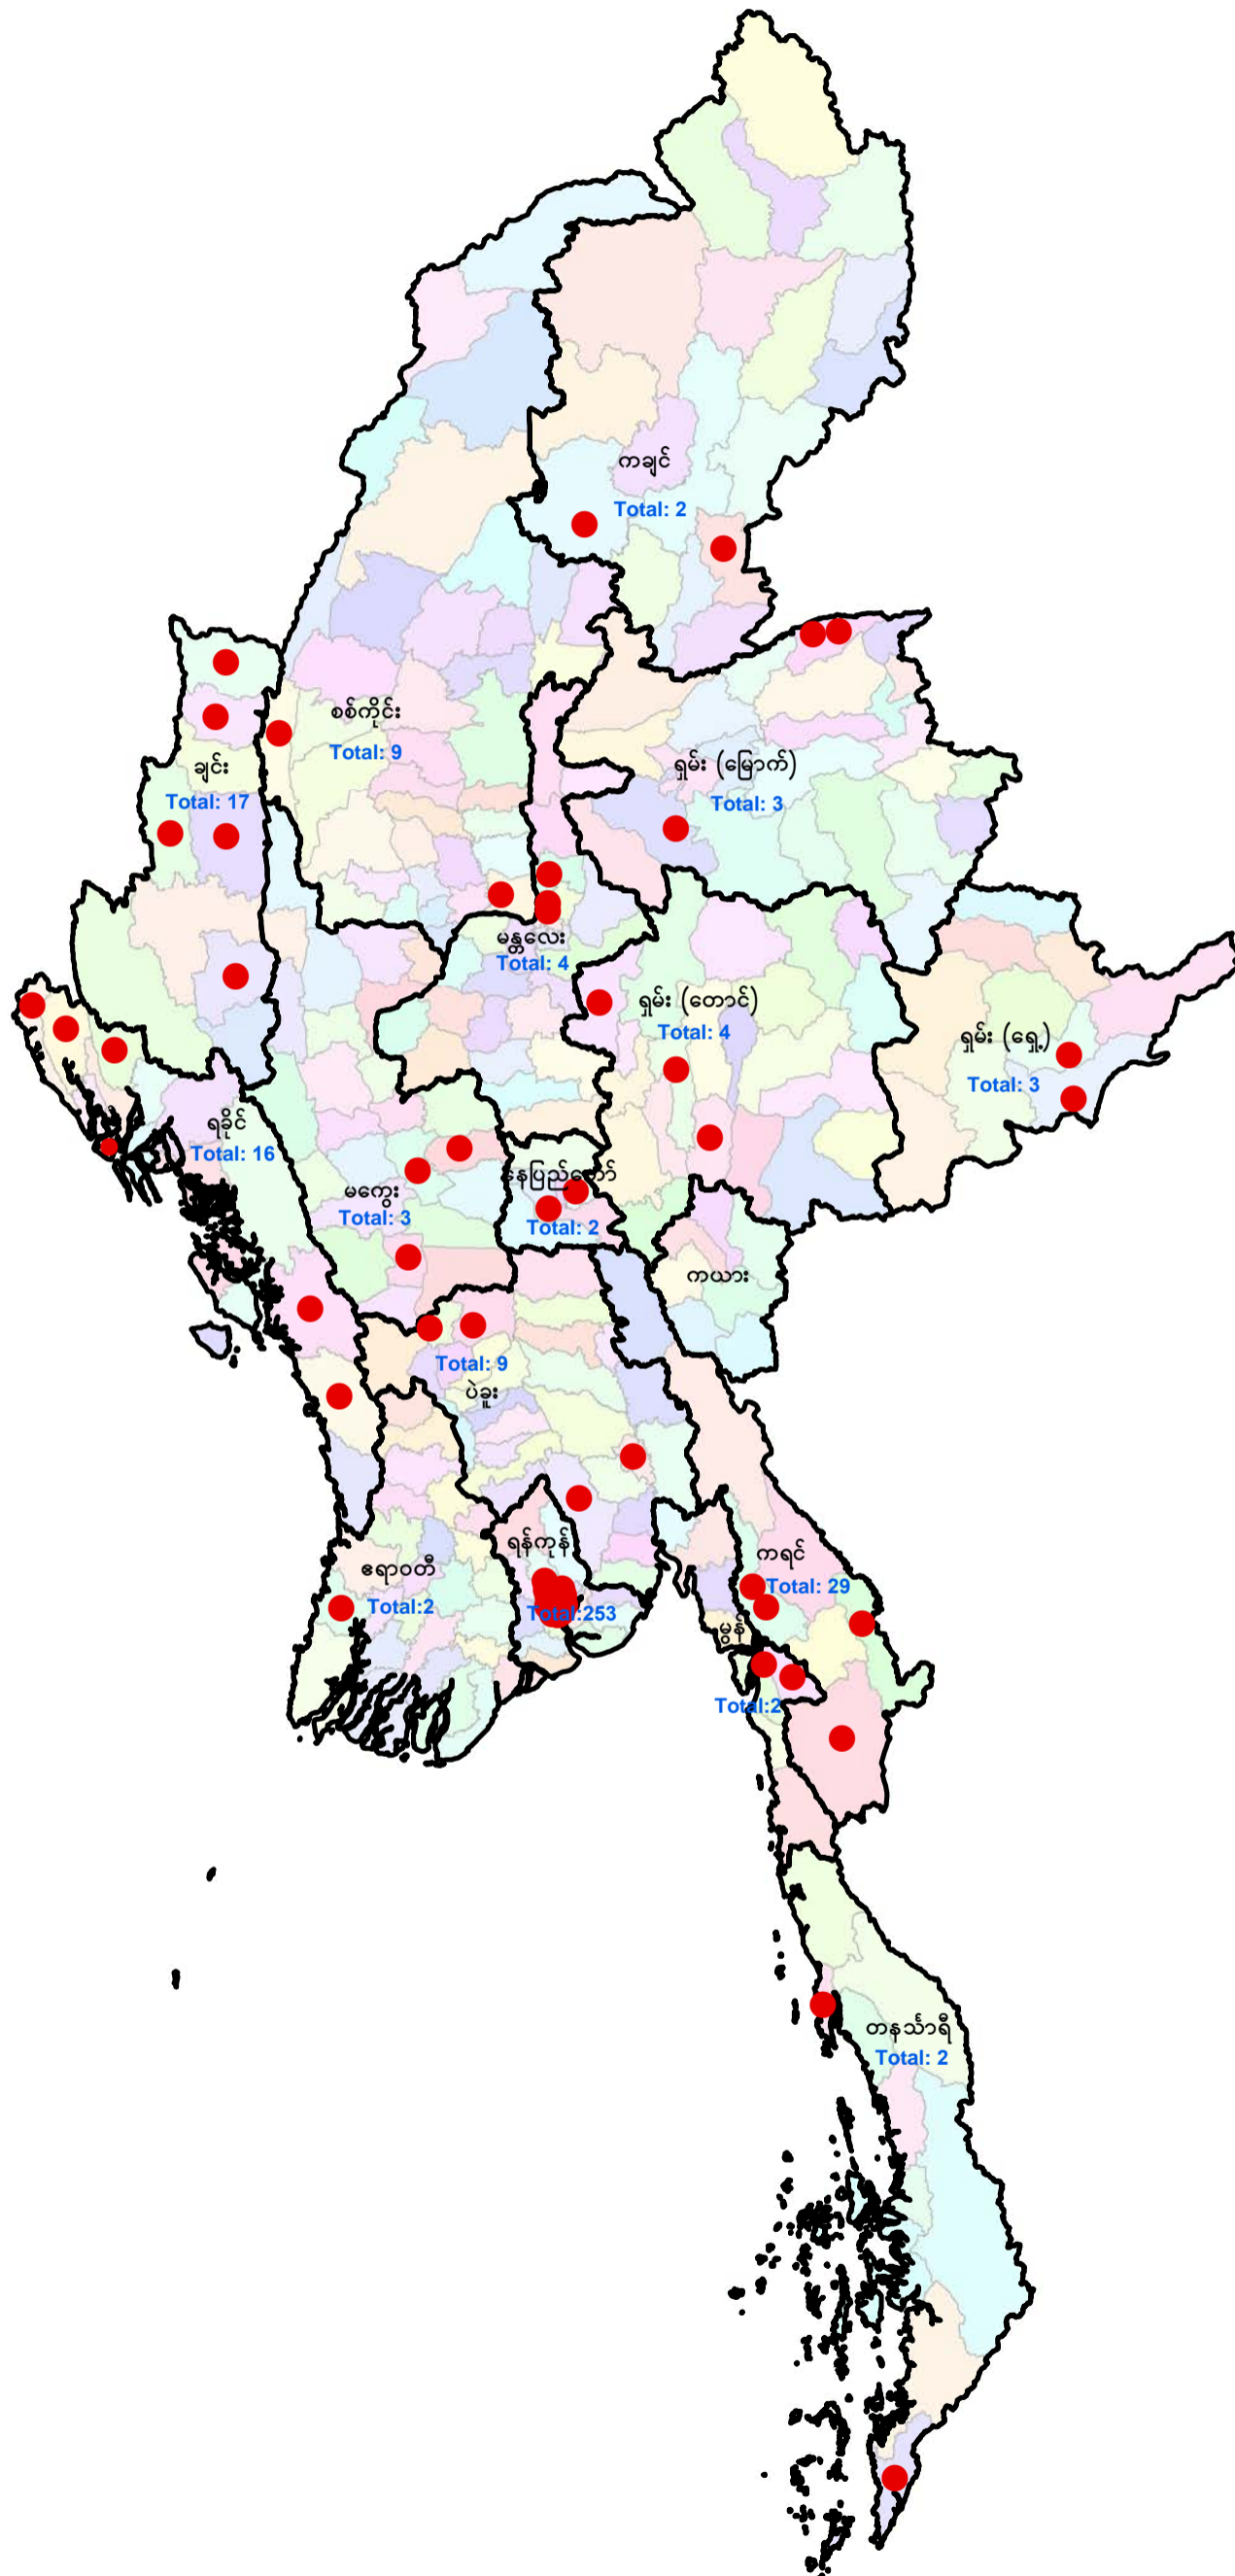 ကချင်
Total: 2
စစ်ကိုင်း
Total: 9
ချင်း
Total: 17
ရှမ်း (မြောက်)
Total: 3
မန္တလေး
Total: 4
ရှမ်း (တောင်)
Total: 4
ရှမ်း (ရှေ့)
Total: 3
ရခိုင်
Total: 16
မကွေး
Total: 3
နေပြည်တော်
Total: 2
ကယား
Total: 9
ပဲခူး
ရန်ကုန်
Total:253
ဧရာဝတီ
Total:2
ကရင်
Total: 29
မွန်
Total:2
တနင်္သာရီ
Total: 2